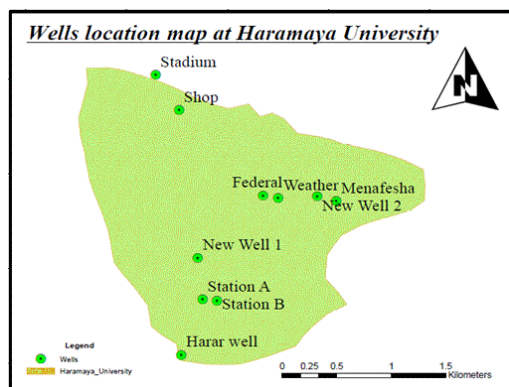 Wells location map at Haramaya University
N
Stadium
Shop
Federal Weather Menafesha
New Well 2
New Well 1
Station A
Station B
Harar well
Legend
Wells
Haramaya_University
0 0.25 0.5 1 1.5
Kilometers